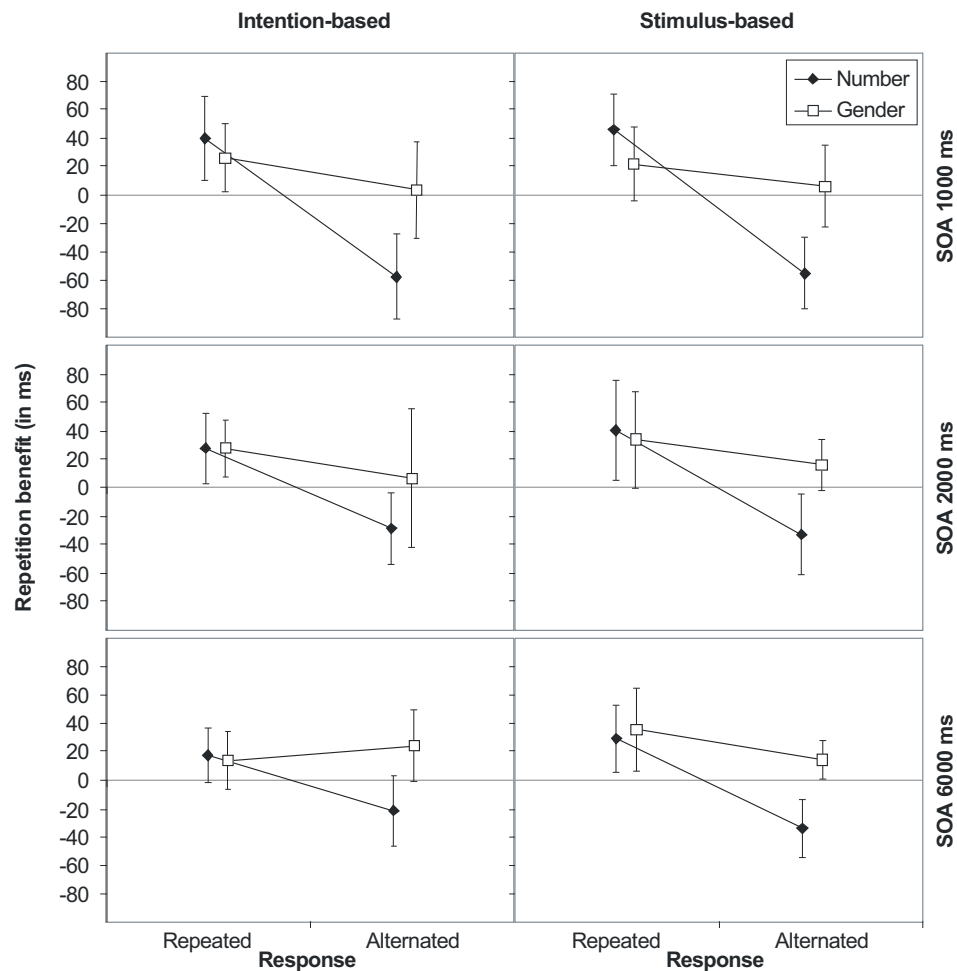 Intention-based
Stimulus-based
Number
Gender
80
60
40
20
0
-20
-40
-60
-80
SOA 1000 ms
Repetition benefit (in ms)
80
60
40
20
0
-20
-40
-60
-80
SOA 2000 ms
80
60
40
20
0
-20
-40
-60
-80
SOA 6000 ms
Repeated Alternated Repeated Alternated
Response Response